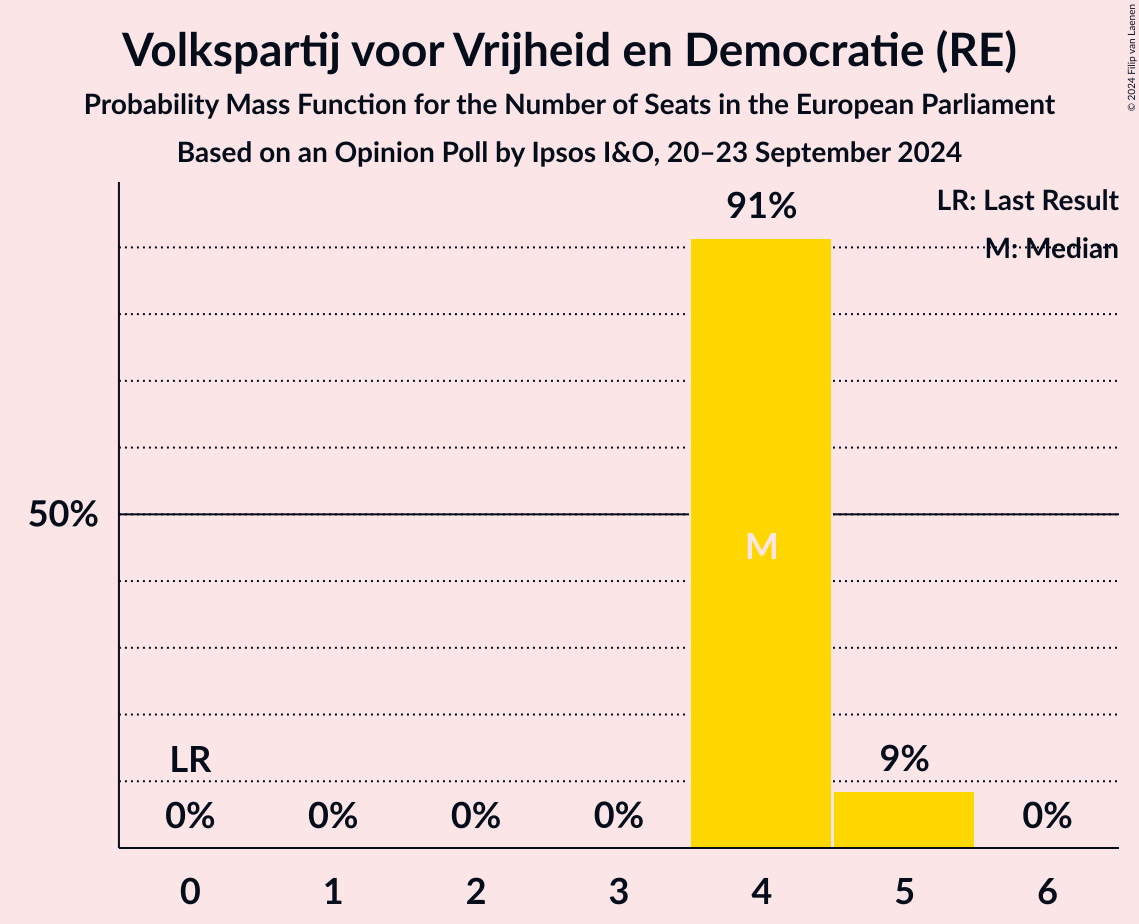 Volkspartij voor Vrijheid en Democratie (RE)
Probability Mass Function for the Number of Seats in the European Parliament
Based on an Opinion Poll by Ipsos I&O, 20–23 September 2024
© 2024 Filip van Laenen
LR: Last Result
M: Median
91%
50%
M
LR
9%
0% 0% 0% 0% 0%
0 1 2 3 4 5 6